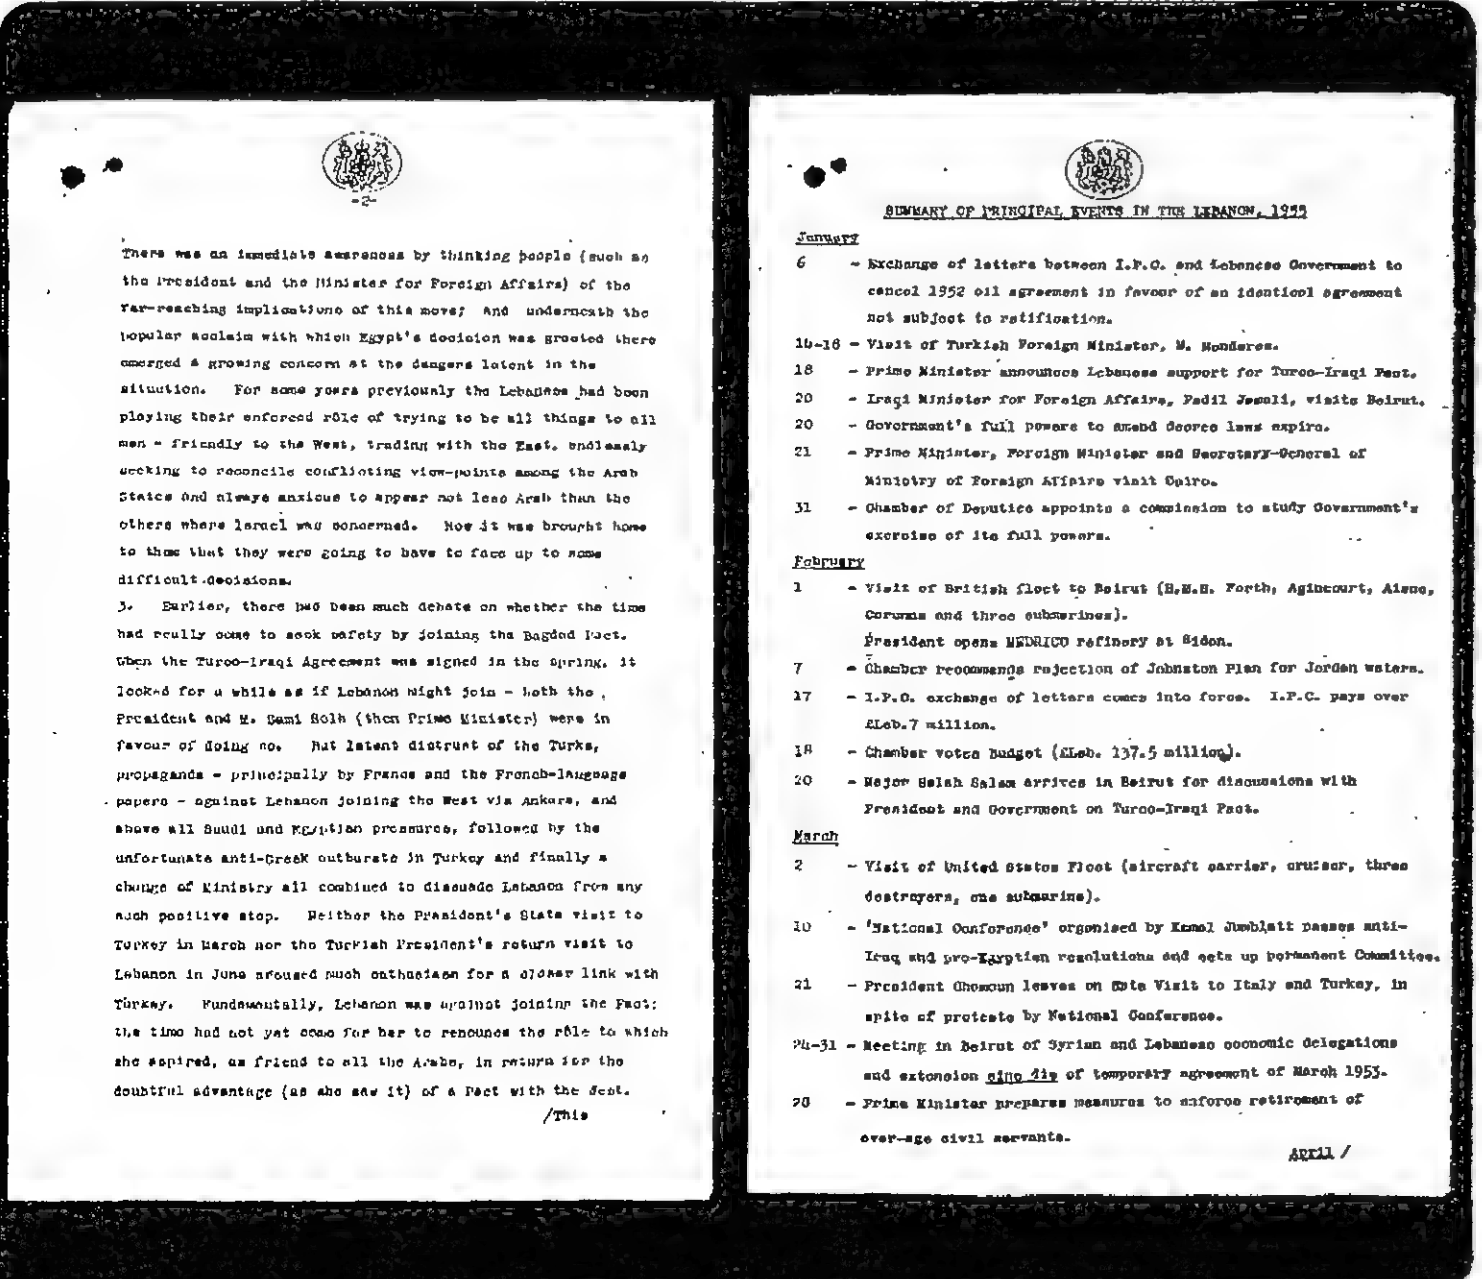 -2-
There was an immediate awareness by thinking people (such as
the President and the Minister for Foreign Affairs) of the
far-reaching implications of this move; And underneath the
popular acclaim with which Egypt's decision was greeted there
emerged a growing concern at the dangers latent in the
situation. For some years previously the Lebanese had been
playing their enforced rôle of trying to be all things to all
men - friendly to the West, trading with the East, endlessly
seeking to reconcile conflicting view-points among the Arab
States and always anxious to appear not less Arab than the
others where Israel was concerned. Now it was brought home
to them that they were going to have to face up to some
difficult decisions.
3. Earlier, there had been much debate on whether the time
had really come to seek safety by joining the Bagdad Pact.
When the Turco-Iraqi Agreement was signed in the spring, it
looked for a while as if Lebanon might join - both the
President and M. Sami Solh (then Prime Minister) were in
favour of doing so. But latent distrust of the Turks,
propaganda - principally by France and the French-language
papers - against Lebanon joining the West via Ankara, and
above all Saudi and Egyptian pressures, followed by the
unfortunate anti-Greek outbursts in Turkey and finally a
change of Ministry all combined to dissuade Lebanon from any
such positive step. Neither the President's State visit to
Turkey in March nor the Turkish President's return visit to
Lebanon in June aroused much enthusiasm for a closer link with
Turkey. Fundamentally, Lebanon was against joining the Pact;
the time had not yet come for her to renounce the rôle to which
she aspired, as friend to all the Arabs, in return for the
doubtful advantage (as she saw it) of a Pact with the West.
/This
SUMMARY OF PRINCIPAL EVENTS IN THE LEBANON, 1955
January
6 - Exchange of letters between I.P.C. and Lebanese Government to
cancel 1952 oil agreement in favour of an identical agreement
not subject to ratification.
14-16 - Visit of Turkish Foreign Minister, M. Menderes.
18 - Prime Minister announces Lebanese support for Turco-Iraqi Pact.
20 - Iraqi Minister for Foreign Affairs, Fadil Jamali, visits Beirut.
20 - Government's full powers to amend decree laws expire.
21 - Prime Minister, Foreign Minister and Secretary-General of
Ministry of Foreign Affairs visit Cairo.
31 - Chamber of Deputies appoints a commission to study Government's
exercise of its full powers.
February
1 - Visit of British fleet to Beirut (H.M.S. Forth, Agincourt, Aisne,
Corunna and three submarines).
President opens MEDRECO refinery at Sidon.
7 - Chamber recommends rejection of Johnston Plan for Jordan waters.
17 - I.P.C. exchange of letters comes into force. I.P.C. pays over
£Leb.7 million.
18 - Chamber votes Budget (£Leb. 137.5 million).
20 - Major Salah Salem arrives in Beirut for discussions with
President and Government on Turco-Iraqi Pact.
March
2 - Visit of United States Fleet (aircraft carrier, cruiser, three
destroyers, one submarine).
10 - 'National Conference' organised by Kamal Jumblatt passes anti-
Iraq and pro-Egyptian resolutions and sets up permanent Committee.
21 - President Chamoun leaves on State Visit to Italy and Turkey, in
spite of protests by National Conference.
24-31 - Meeting in Beirut of Syrian and Lebanese economic delegations
and extension sine die of temporary agreement of March 1953.
28 - Prime Minister prepares measures to enforce retirement of
over-age civil servants.
April /